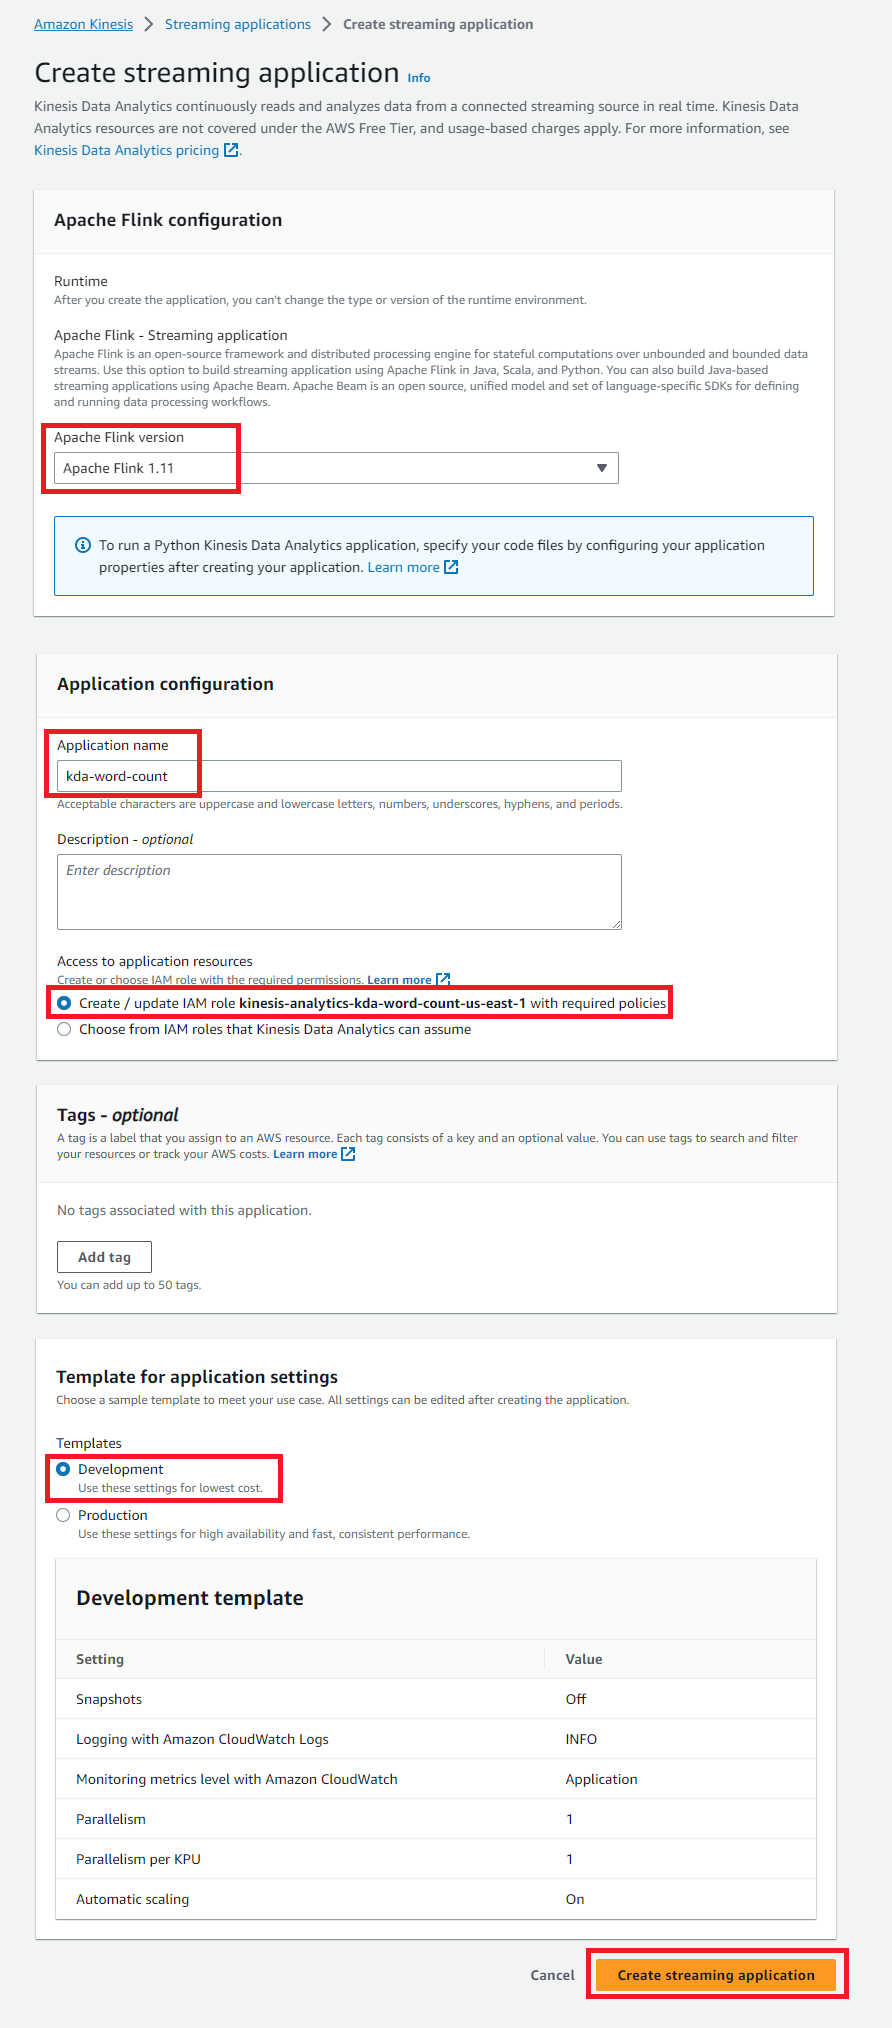 Amazon Kinesis > Streaming applications > Create streaming application
Create streaming application Info
Kinesis Data Analytics continuously reads and analyzes data from a connected streaming source in real time. Kinesis Data
Analytics resources are not covered under the AWS Free Tier, and usage-based charges apply. For more information, see
Kinesis Data Analytics pricing.
Apache Flink configuration
Runtime
After you create the application, you can't change the type or version of the runtime environment.
Apache Flink - Streaming application
Apache Flink is an open-source framework and distributed processing engine for stateful computations over unbounded and bounded data
streams. Use this option to build streaming application using Apache Flink in Java, Scala, and Python. You can also build Java-based
streaming applications using Apache Beam. Apache Beam is an open source, unified model and set of language-specific SDKs for defining
and running data processing workflows.
Apache Flink version
Apache Flink 1.11
To run a Python Kinesis Data Analytics application, specify your code files by configuring your application
properties after creating your application. Learn more
Application configuration
Application name
kda-word-count
Acceptable characters are uppercase and lowercase letters, numbers, underscores, hyphens, and periods.
Description - optional
Enter description
Access to application resources
Create or choose IAM role with the required permissions. Learn more
Create / update IAM role kinesis-analytics-kda-word-count-us-east-1 with required policies
Choose from IAM roles that Kinesis Data Analytics can assume
Tags - optional
A tag is a label that you assign to an AWS resource. Each tag consists of a key and an optional value. You can use tags to search and filter
your resources or track your AWS costs. Learn more
No tags associated with this application.
Add tag
You can add up to 50 tags.
Template for application settings
Choose a sample template to meet your use case. All settings can be edited after creating the application.
Templates
Development
Use these settings for lowest cost.
Production
Use these settings for high availability and fast, consistent performance.
Development template
Setting Value
Snapshots Off
Logging with Amazon CloudWatch Logs INFO
Monitoring metrics level with Amazon CloudWatch Application
Parallelism 1
Parallelism per KPU 1
Automatic scaling On
Cancel Create streaming application